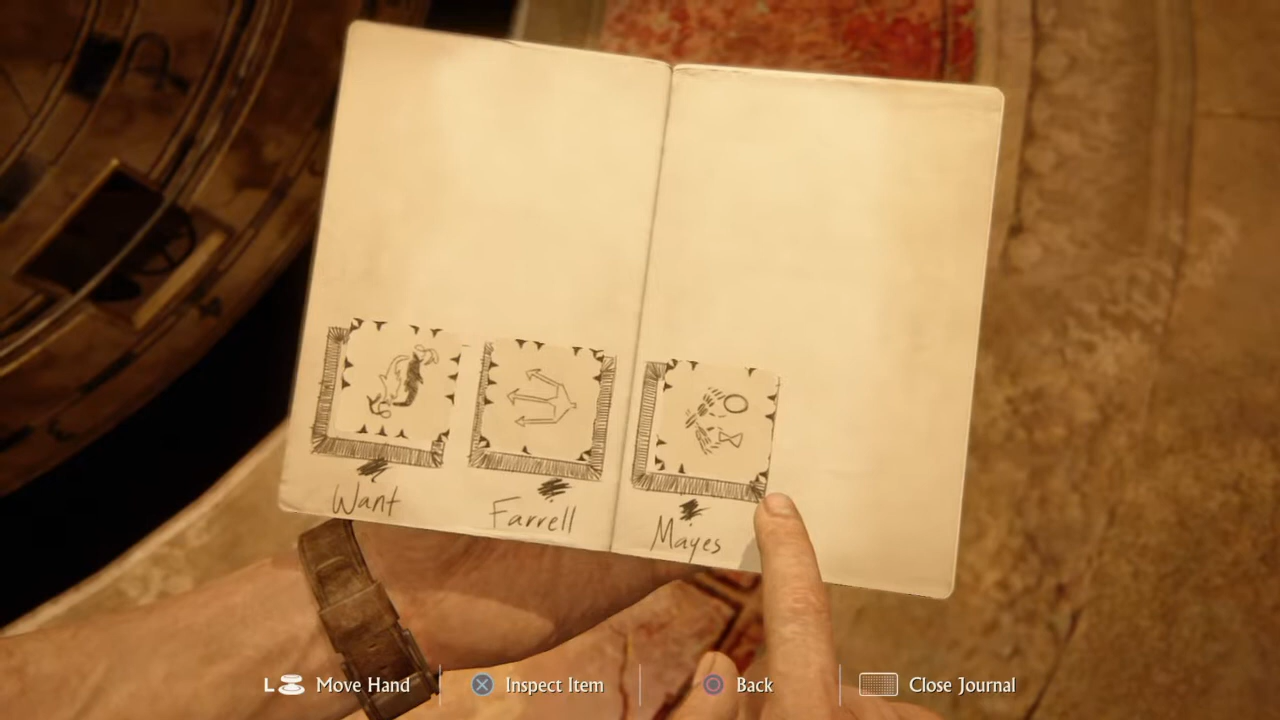 Want
Farrell
Mayes
L Move Hand
Inspect Item
Back
Close Journal